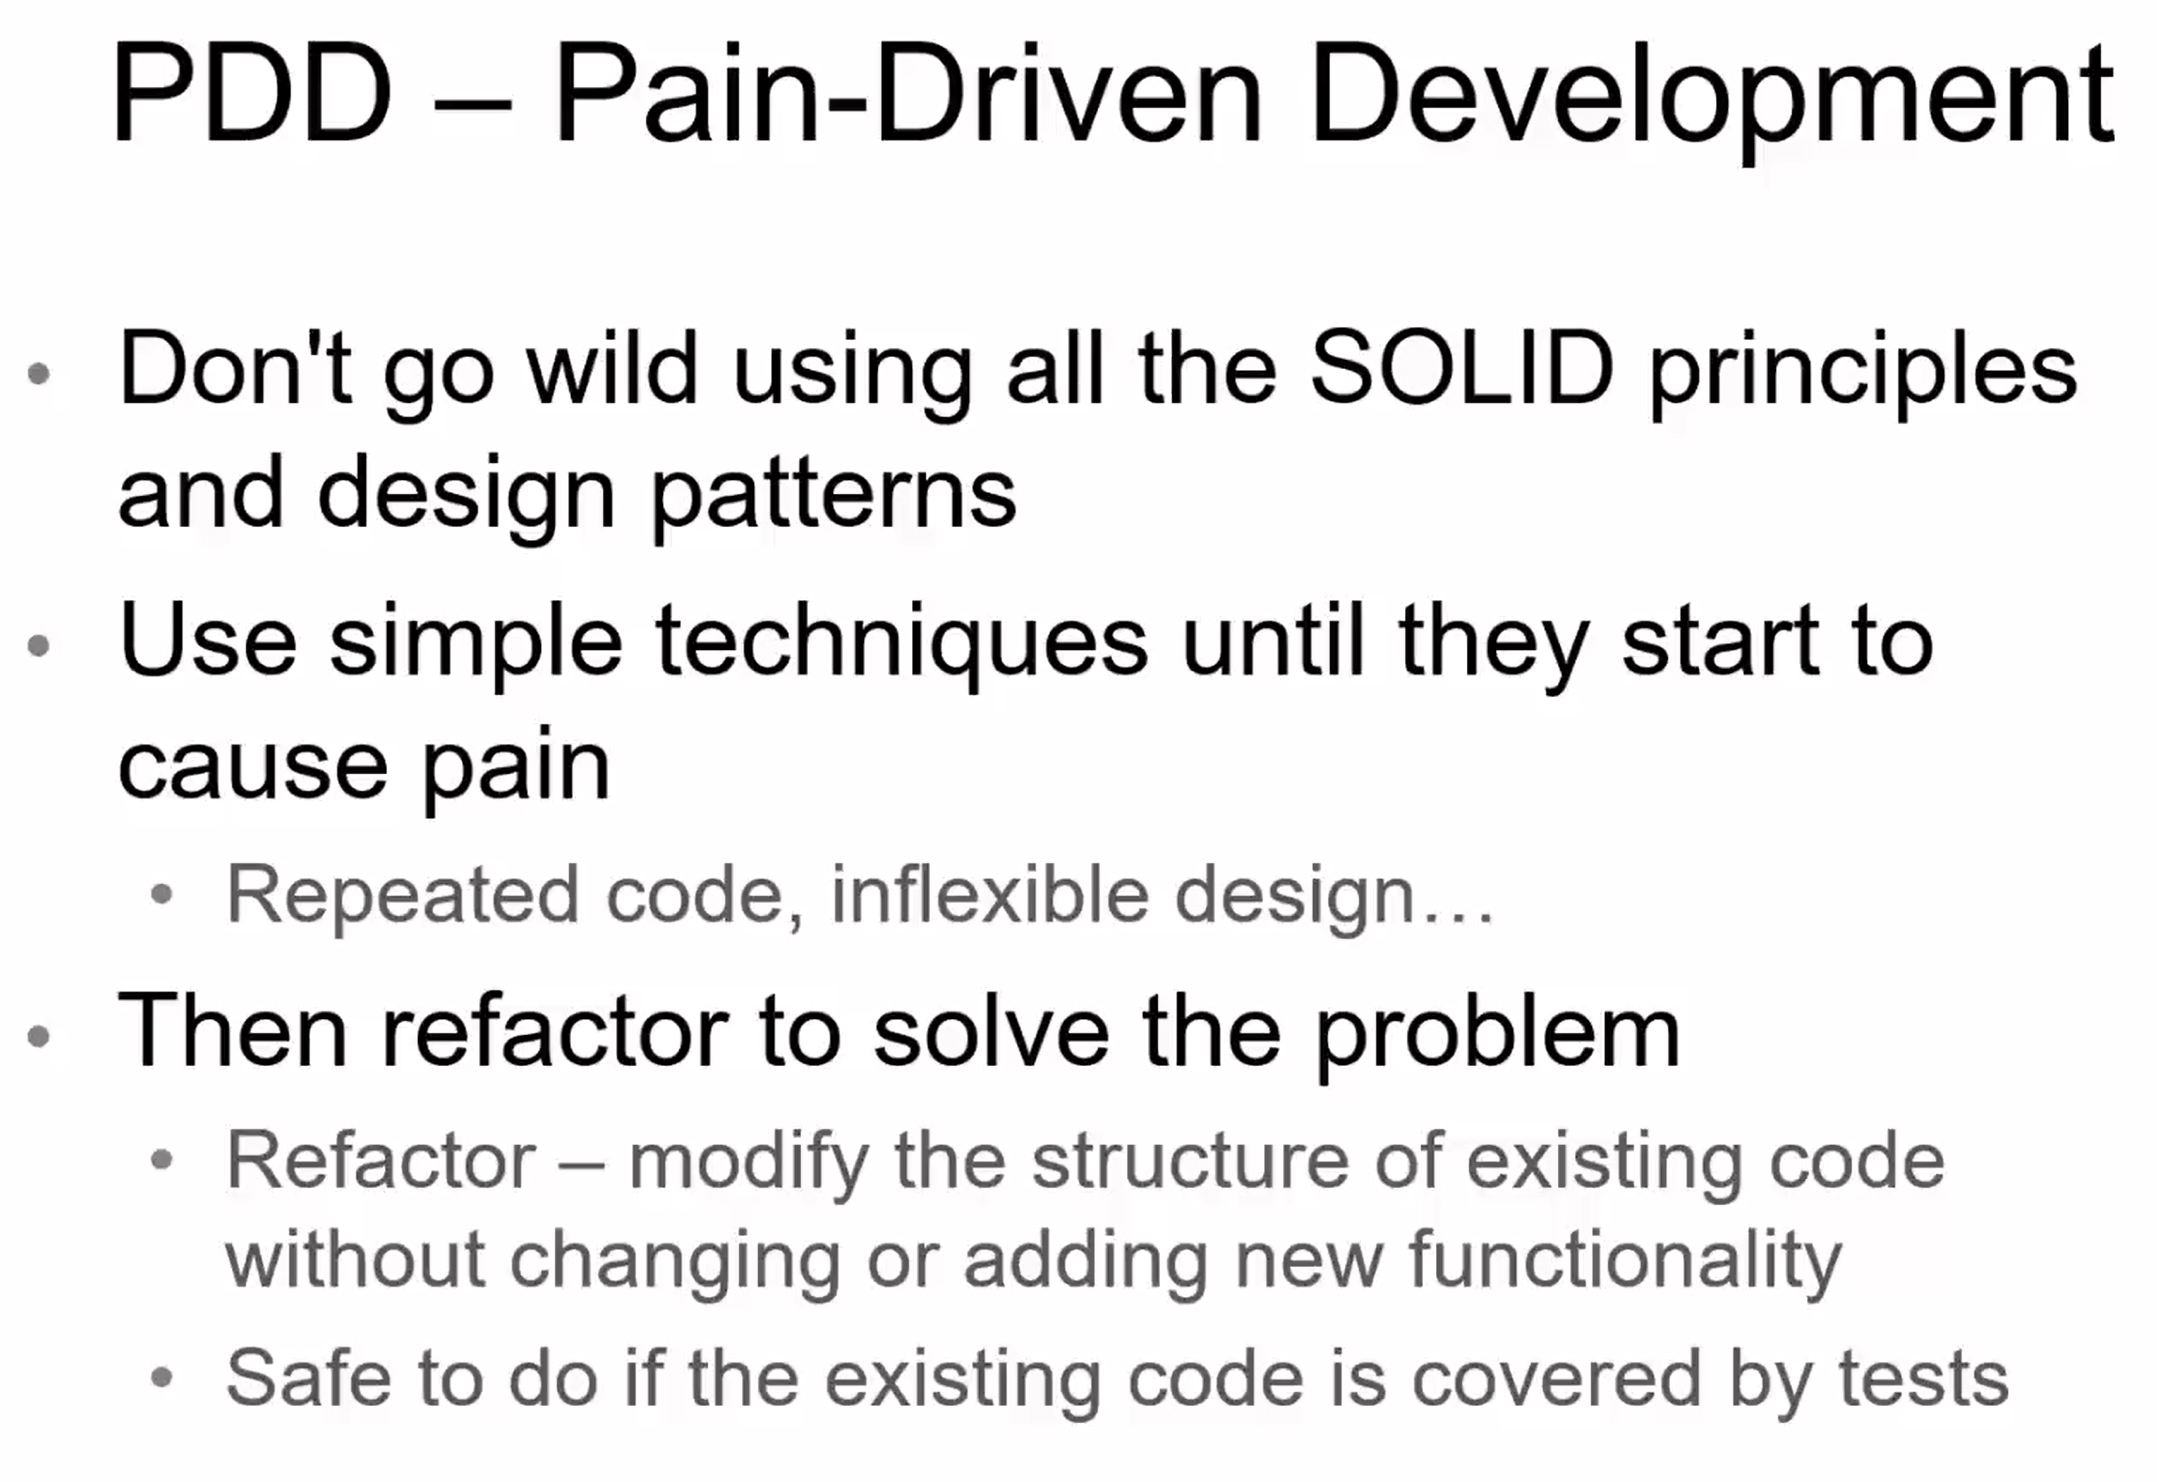 PDD – Pain-Driven Development
• Don't go wild using all the SOLID principles
and design patterns
• Use simple techniques until they start to
cause pain
• Repeated code, inflexible design…
• Then refactor to solve the problem
• Refactor – modify the structure of existing code
without changing or adding new functionality
• Safe to do if the existing code is covered by tests